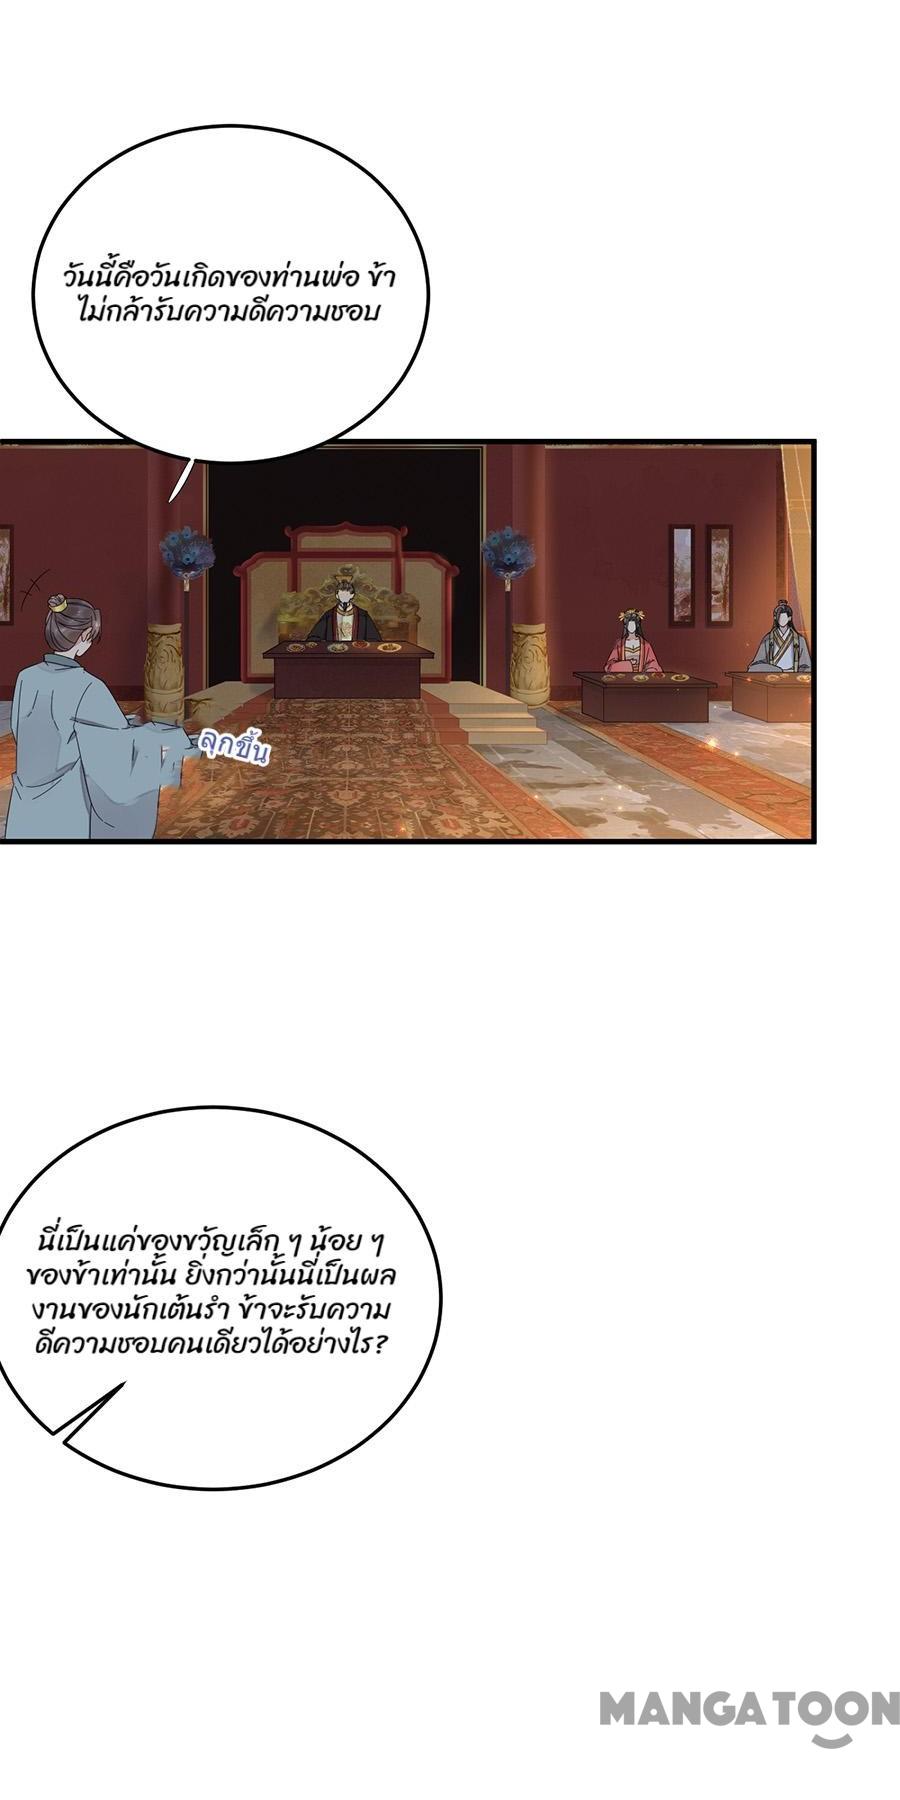 วันนี้คือวันเกิดของท่านพ่อ ข้า
ไม่กล้ารับความดีความชอบ
ลุกขึ้น
นี่เป็นแค่ของขวัญเล็ก ๆ น้อย ๆ
ของข้าเท่านั้น ยิ่งกว่านั้นนี่เป็นผล
งานของนักเต้นรำ ข้าจะรับความ
ดีความชอบคนเดียวได้อย่างไร?
MANGATOON